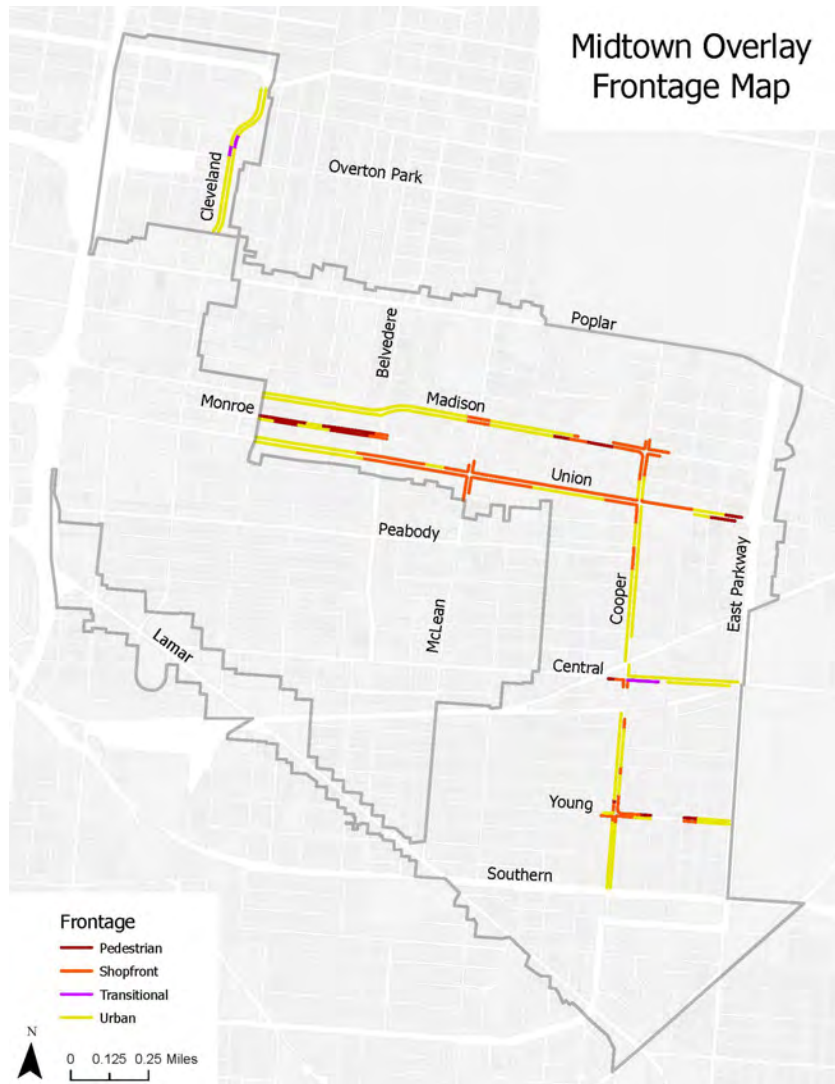 Midtown Overlay
Frontage Map
Cleveland
Overton Park
Poplar
Belvedere
Madison
Monroe
Union
Peabody
Cooper
East Parkway
McLean
Lamar
Central
Young
Southern
Frontage
Pedestrian
Shopfront
Transitional
Urban
N
0 0.125 0.25 Miles